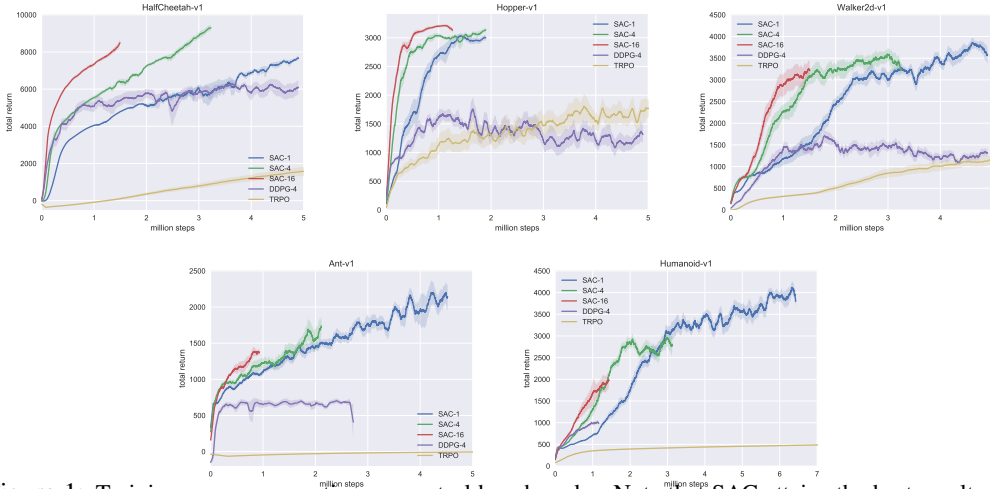 HalfCheetah-v1
10000
8000
6000
4000
2000
0
total return
0 1 2 3 4 5
million steps
SAC-1
SAC-4
SAC-16
DDPG-4
TRPO
Hopper-v1
3000
2500
2000
1500
1000
500
0
total return
0 1 2 3 4 5
million steps
SAC-1
SAC-4
SAC-16
DDPG-4
TRPO
Walker2d-v1
4500
4000
3500
3000
2500
2000
1500
1000
500
0
total return
0 1 2 3 4
million steps
SAC-1
SAC-4
SAC-16
DDPG-4
TRPO
Ant-v1
2500
2000
1500
1000
500
0
total return
0 1 2 3 4 5
million steps
SAC-1
SAC-4
SAC-16
DDPG-4
TRPO
Humanoid-v1
4500
4000
3500
3000
2500
2000
1500
1000
500
0
total return
0 1 2 3 4 5 6 7
million steps
SAC-1
SAC-4
SAC-16
DDPG-4
TRPO